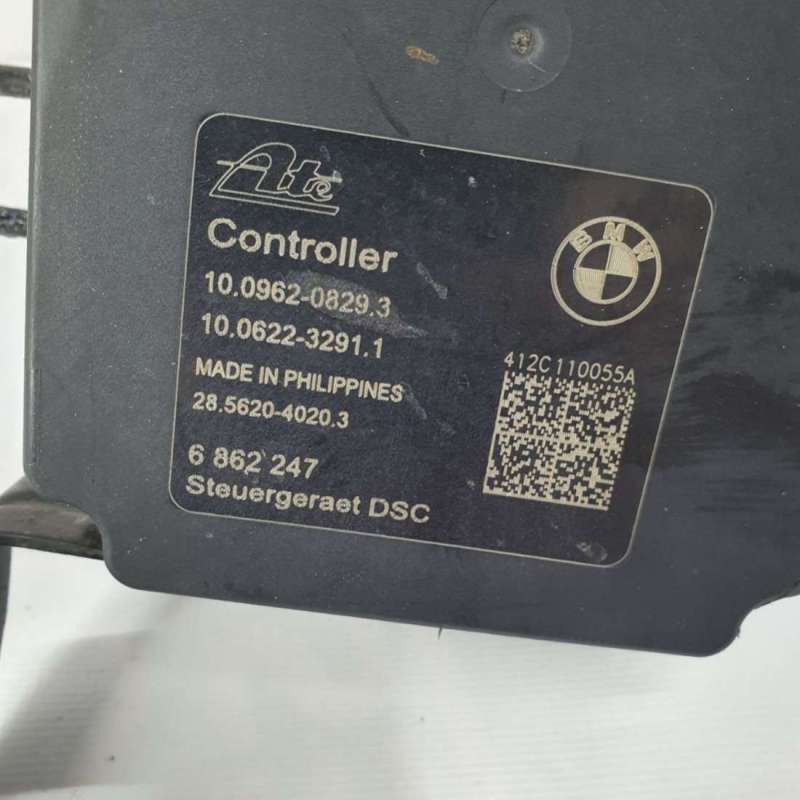 Ate
BMW
Controller
10.0962-0829.3
10.0622-3291.1
412C110055A
MADE IN PHILIPPINES
28.5620-4020.3
6 862 247
Steuergeraet DSC